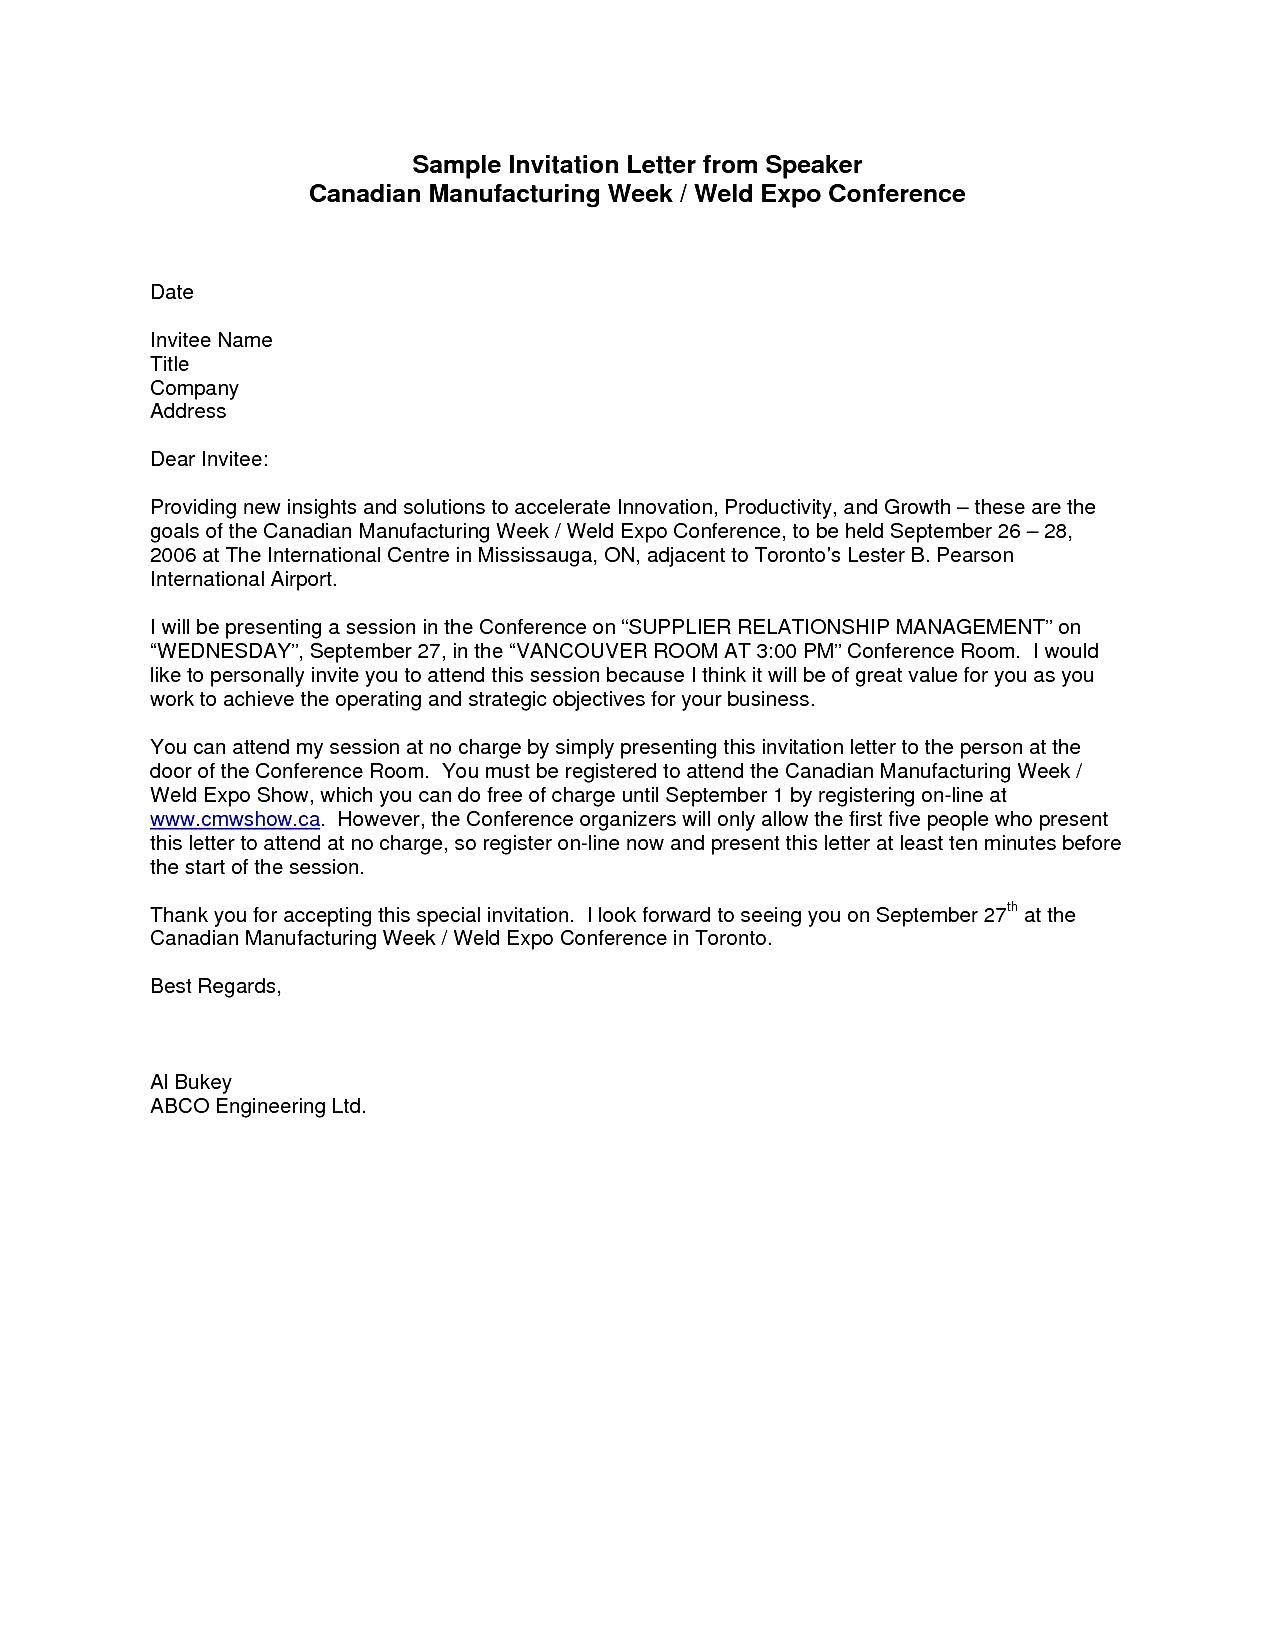 Sample Invitation Letter from Speaker
Canadian Manufacturing Week / Weld Expo Conference
Date
Invitee Name
Title
Company
Address
Dear Invitee:
Providing new insights and solutions to accelerate Innovation, Productivity, and Growth – these are the
goals of the Canadian Manufacturing Week / Weld Expo Conference, to be held September 26 – 28,
2006 at The International Centre in Mississauga, ON, adjacent to Toronto's Lester B. Pearson
International Airport.
I will be presenting a session in the Conference on “SUPPLIER RELATIONSHIP MANAGEMENT” on
“WEDNESDAY”, September 27, in the “VANCOUVER ROOM AT 3:00 PM” Conference Room.  I would
like to personally invite you to attend this session because I think it will be of great value for you as you
work to achieve the operating and strategic objectives for your business.
You can attend my session at no charge by simply presenting this invitation letter to the person at the
door of the Conference Room.  You must be registered to attend the Canadian Manufacturing Week /
Weld Expo Show, which you can do free of charge until September 1 by registering on-line at
www.cmwshow.ca.  However, the Conference organizers will only allow the first five people who present
this letter to attend at no charge, so register on-line now and present this letter at least ten minutes before
the start of the session.
Thank you for accepting this special invitation.  I look forward to seeing you on September 27th at the
Canadian Manufacturing Week / Weld Expo Conference in Toronto.
Best Regards,
Al Bukey
ABCO Engineering Ltd.